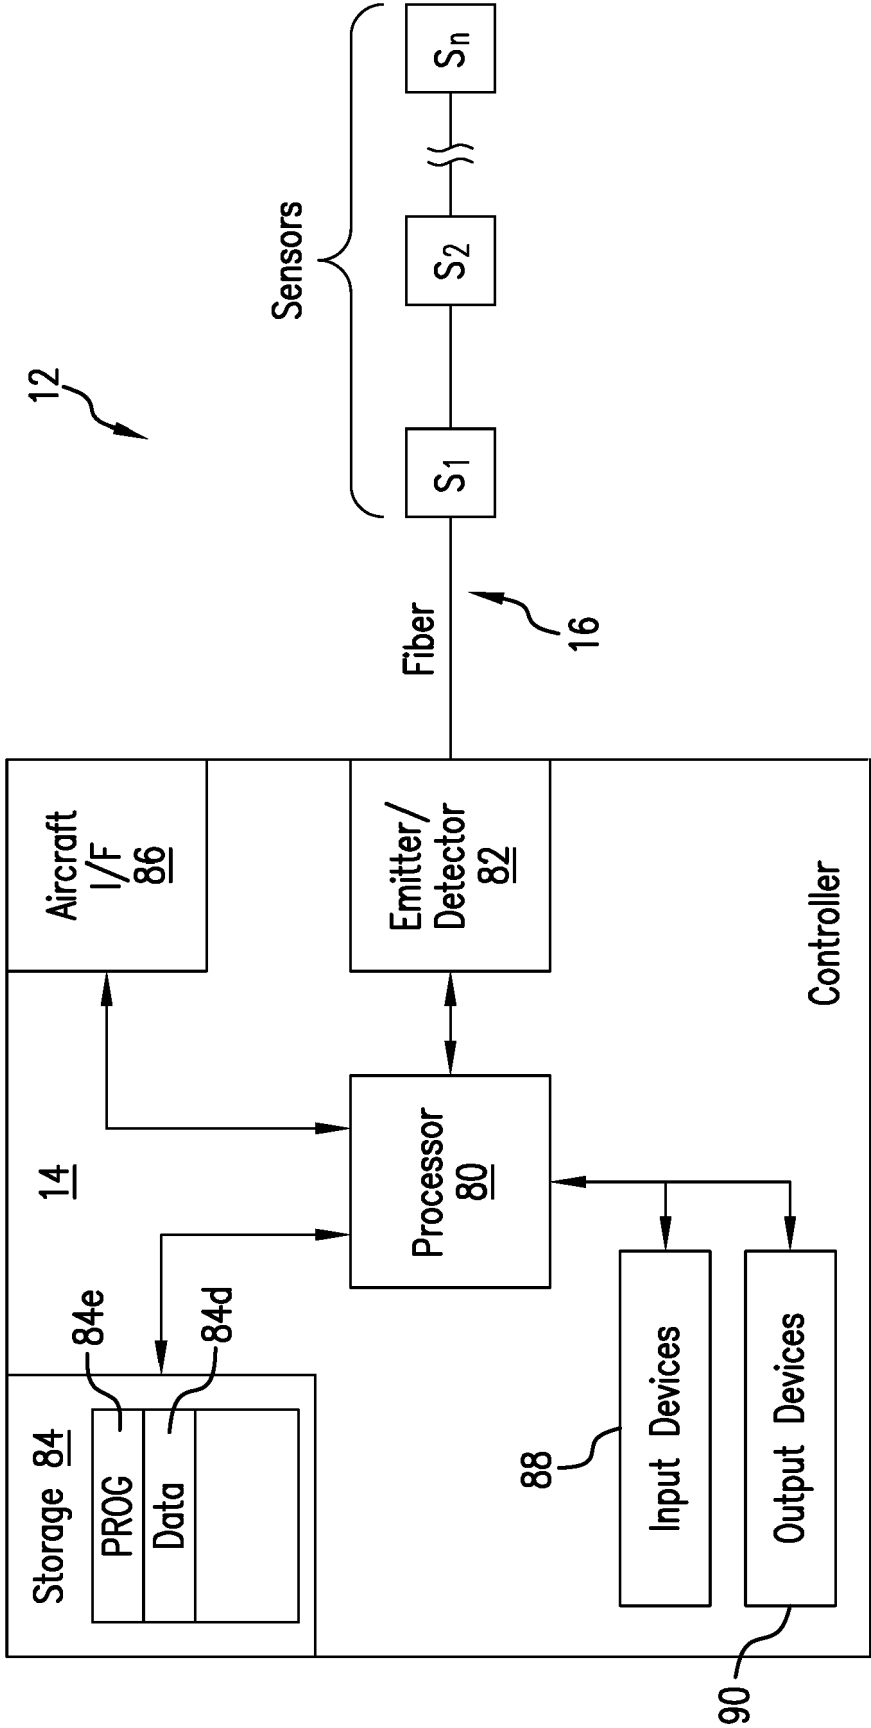 Storage 84
PROG
Data
84e
84d
14
Aircraft
I/F
86
12
Sensors
Processor
80
Emitter/
Detector
82
Fiber
16
S1
S2
Sn
88
Input Devices
Output Devices
90
Controller